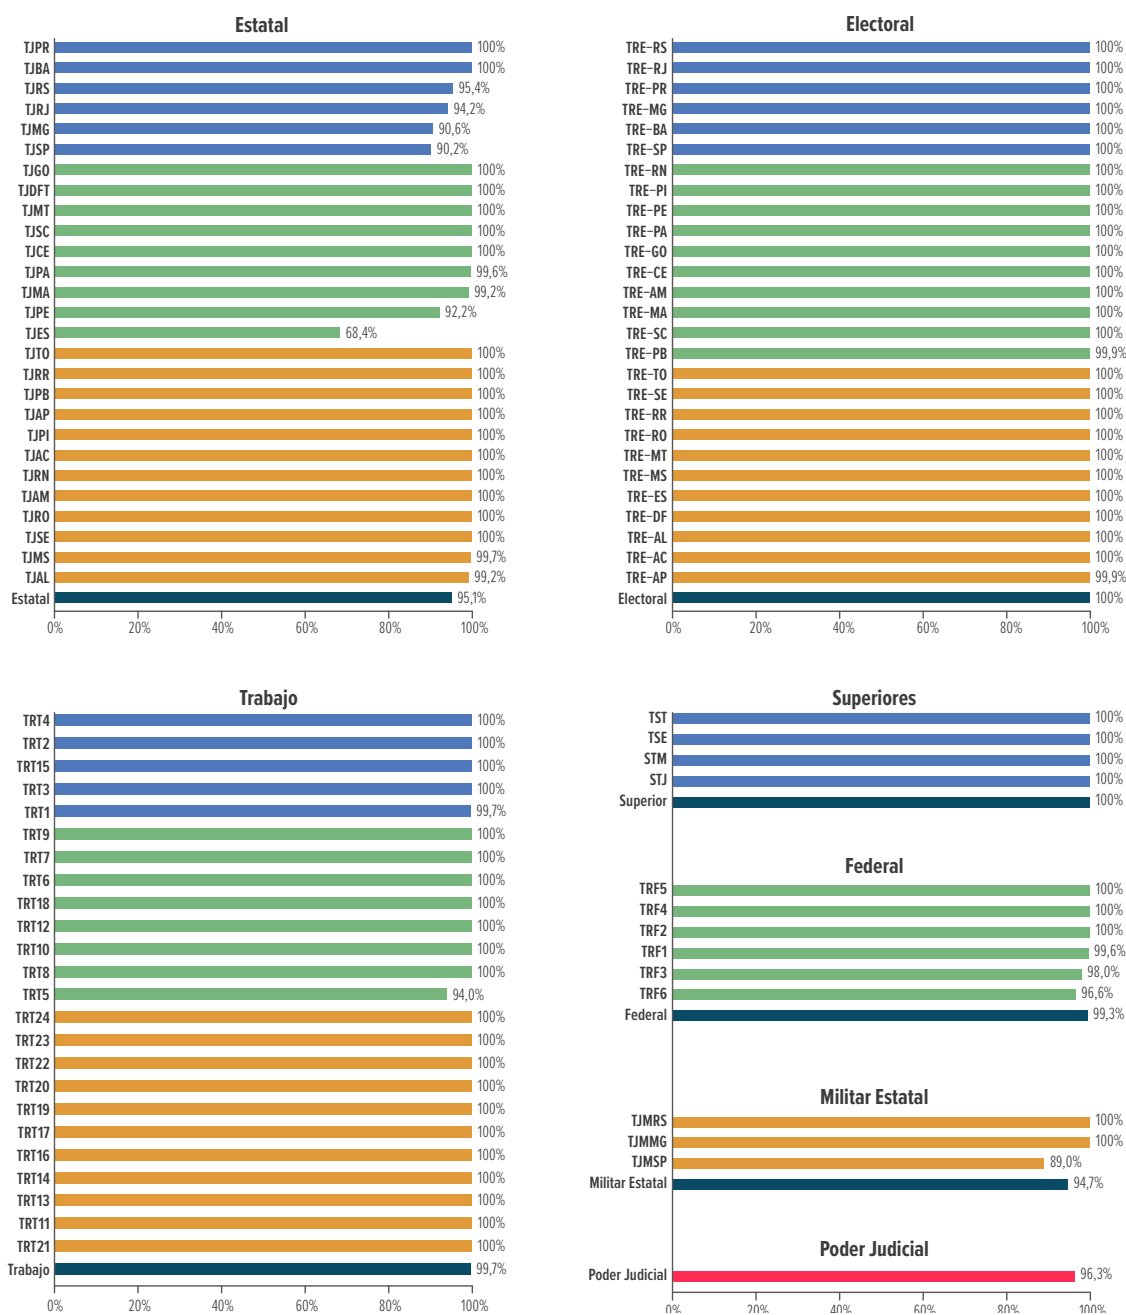 Estatal
TJPR 100%
TJBA 100%
TJRS 95,4%
TJRJ 94,2%
TJMG 90,6%
TJSP 90,2%
TJGO 100%
TJDFT 100%
TJMT 100%
TJSC 100%
TJCE 100%
TJPA 99,6%
TJMA 99,2%
TJPE 92,2%
TJES 68,4%
TJTO 100%
TJRR 100%
TJPB 100%
TJAP 100%
TJPI 100%
TJAC 100%
TJRN 100%
TJAM 100%
TJRO 100%
TJSE 100%
TJMS 99,7%
TJAL 99,2%
Estatal 95,1%
0% 20% 40% 60% 80% 100%
Electoral
TRE-RS 100%
TRE-RJ 100%
TRE-PR 100%
TRE-MG 100%
TRE-BA 100%
TRE-SP 100%
TRE-RN 100%
TRE-PI 100%
TRE-PE 100%
TRE-PA 100%
TRE-GO 100%
TRE-CE 100%
TRE-AM 100%
TRE-MA 100%
TRE-SC 100%
TRE-PB 99,9%
TRE-TO 100%
TRE-SE 100%
TRE-RR 100%
TRE-RO 100%
TRE-MT 100%
TRE-MS 100%
TRE-ES 100%
TRE-DF 100%
TRE-AL 100%
TRE-AC 100%
TRE-AP 99,9%
Electoral 100%
0% 20% 40% 60% 80% 100%
Trabajo
TRT4 100%
TRT2 100%
TRT15 100%
TRT3 100%
TRT1 99,7%
TRT9 100%
TRT7 100%
TRT6 100%
TRT18 100%
TRT12 100%
TRT10 100%
TRT8 100%
TRT5 94,0%
TRT24 100%
TRT23 100%
TRT22 100%
TRT20 100%
TRT19 100%
TRT17 100%
TRT16 100%
TRT14 100%
TRT13 100%
TRT11 100%
TRT21 100%
Trabajo 99,7%
0% 20% 40% 60% 80% 100%
Superiores
TST 100%
TSE 100%
STM 100%
STJ 100%
Superior 100%
Federal
TRF5 100%
TRF4 100%
TRF2 100%
TRF1 99,6%
TRF3 98,0%
TRF6 96,6%
Federal 99,3%
Militar Estatal
TJMRS 100%
TJMMG 100%
TJMSP 89,0%
Militar Estatal 94,7%
Poder Judicial
Poder Judicial 96,3%
0% 20% 40% 60% 80% 100%